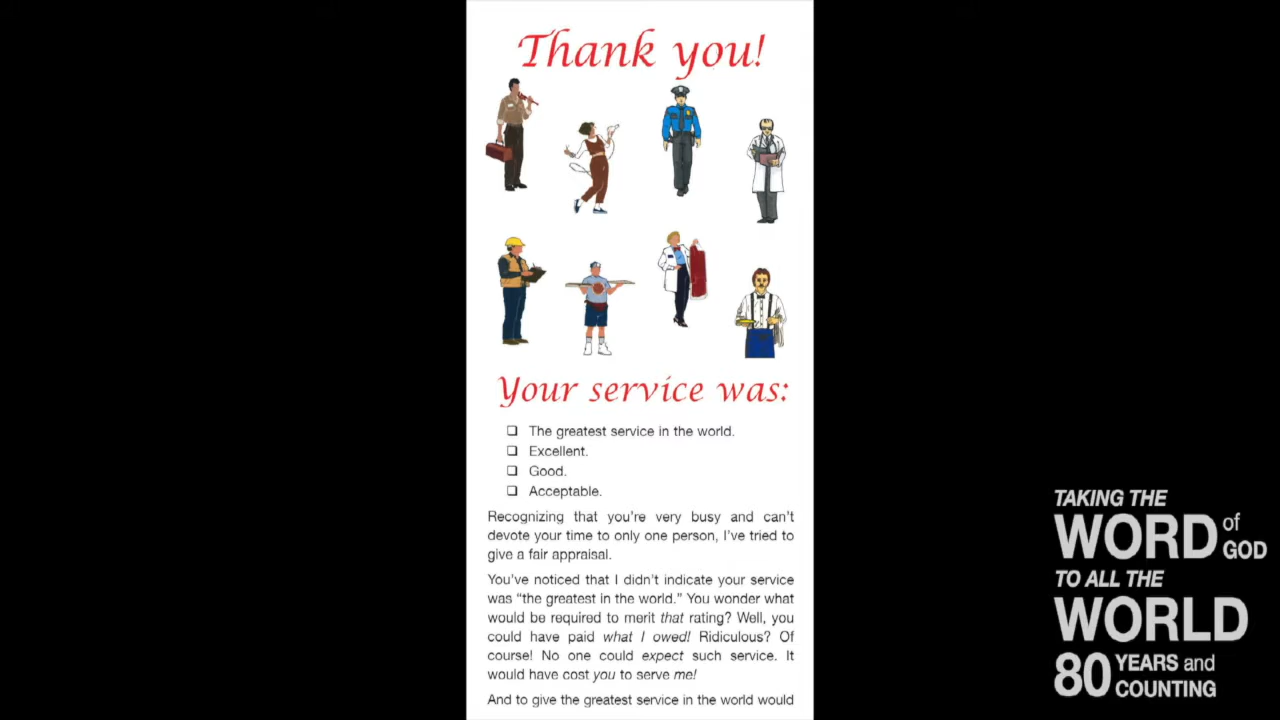 Thank you!
Your service was:
❑ The greatest service in the world.
❑ Excellent.
❑ Good.
❑ Acceptable.
Recognizing that you're very busy and can't
devote your time to only one person, I've tried to
give a fair appraisal.
You've noticed that I didn't indicate your service
was “the greatest in the world.” You wonder what
would be required to merit that rating? Well, you
could have paid what I owed! Ridiculous? Of
course! No one could expect such service. It
would have cost you to serve me!
And to give the greatest service in the world would
TAKING THE
WORD of GOD
TO ALL THE
WORLD
80 YEARS and
COUNTING